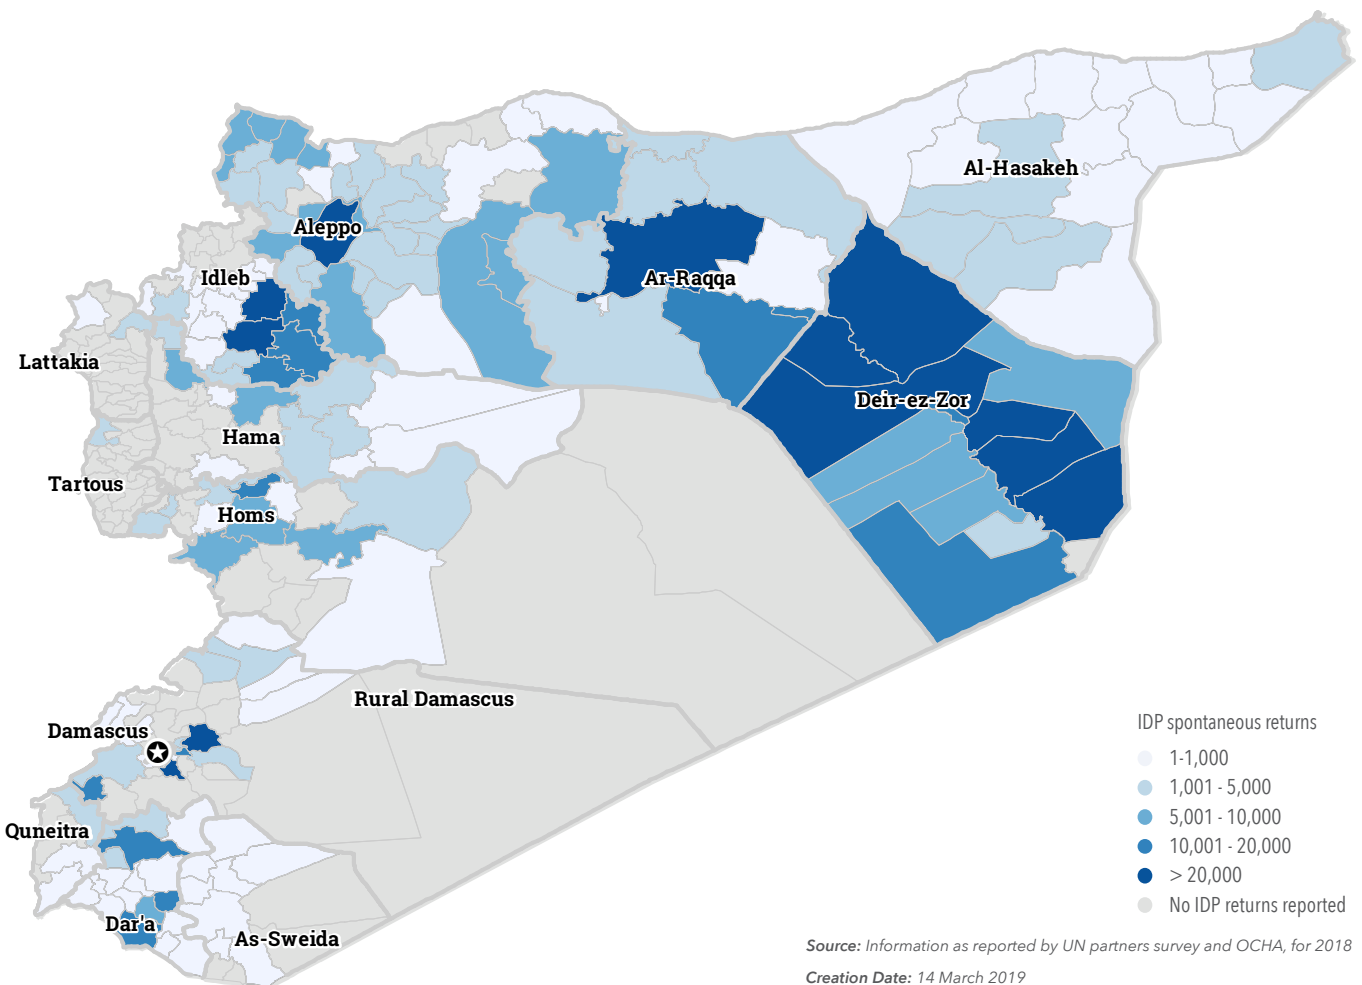 Al-Hasakeh
Aleppo
Idleb
Ar-Raqqa
Lattakia
Deir-ez-Zor
Hama
Tartous
Homs
Rural Damascus
Damascus
Quneitra
Dar'a
As-Sweida
IDP spontaneous returns
1-1,000
1,001 - 5,000
5,001 - 10,000
10,001 - 20,000
> 20,000
No IDP returns reported
Source: Information as reported by UN partners survey and OCHA, for 2018
Creation Date: 14 March 2019